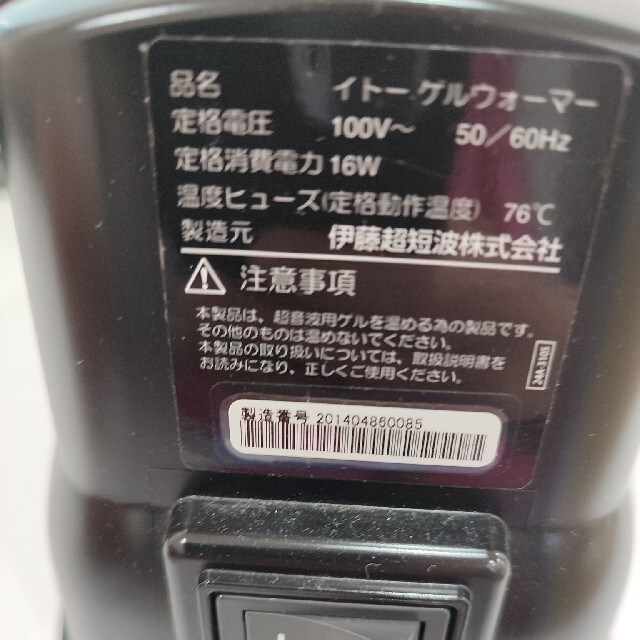 品名 イトー ゲルウォーマー
定格電圧 100V～ 50／60Hz
定格消費電力 16W
温度ヒューズ(定格動作温度) 76℃
製造元 伊藤超短波株式会社
注意事項
本製品は、超音波用ゲルを温める為の製品です。
その他のものは温めないでください。
本製品の取り扱いについては、取扱説明書を
お読みになり、正しくご使用ください。
製造番号 201404860085